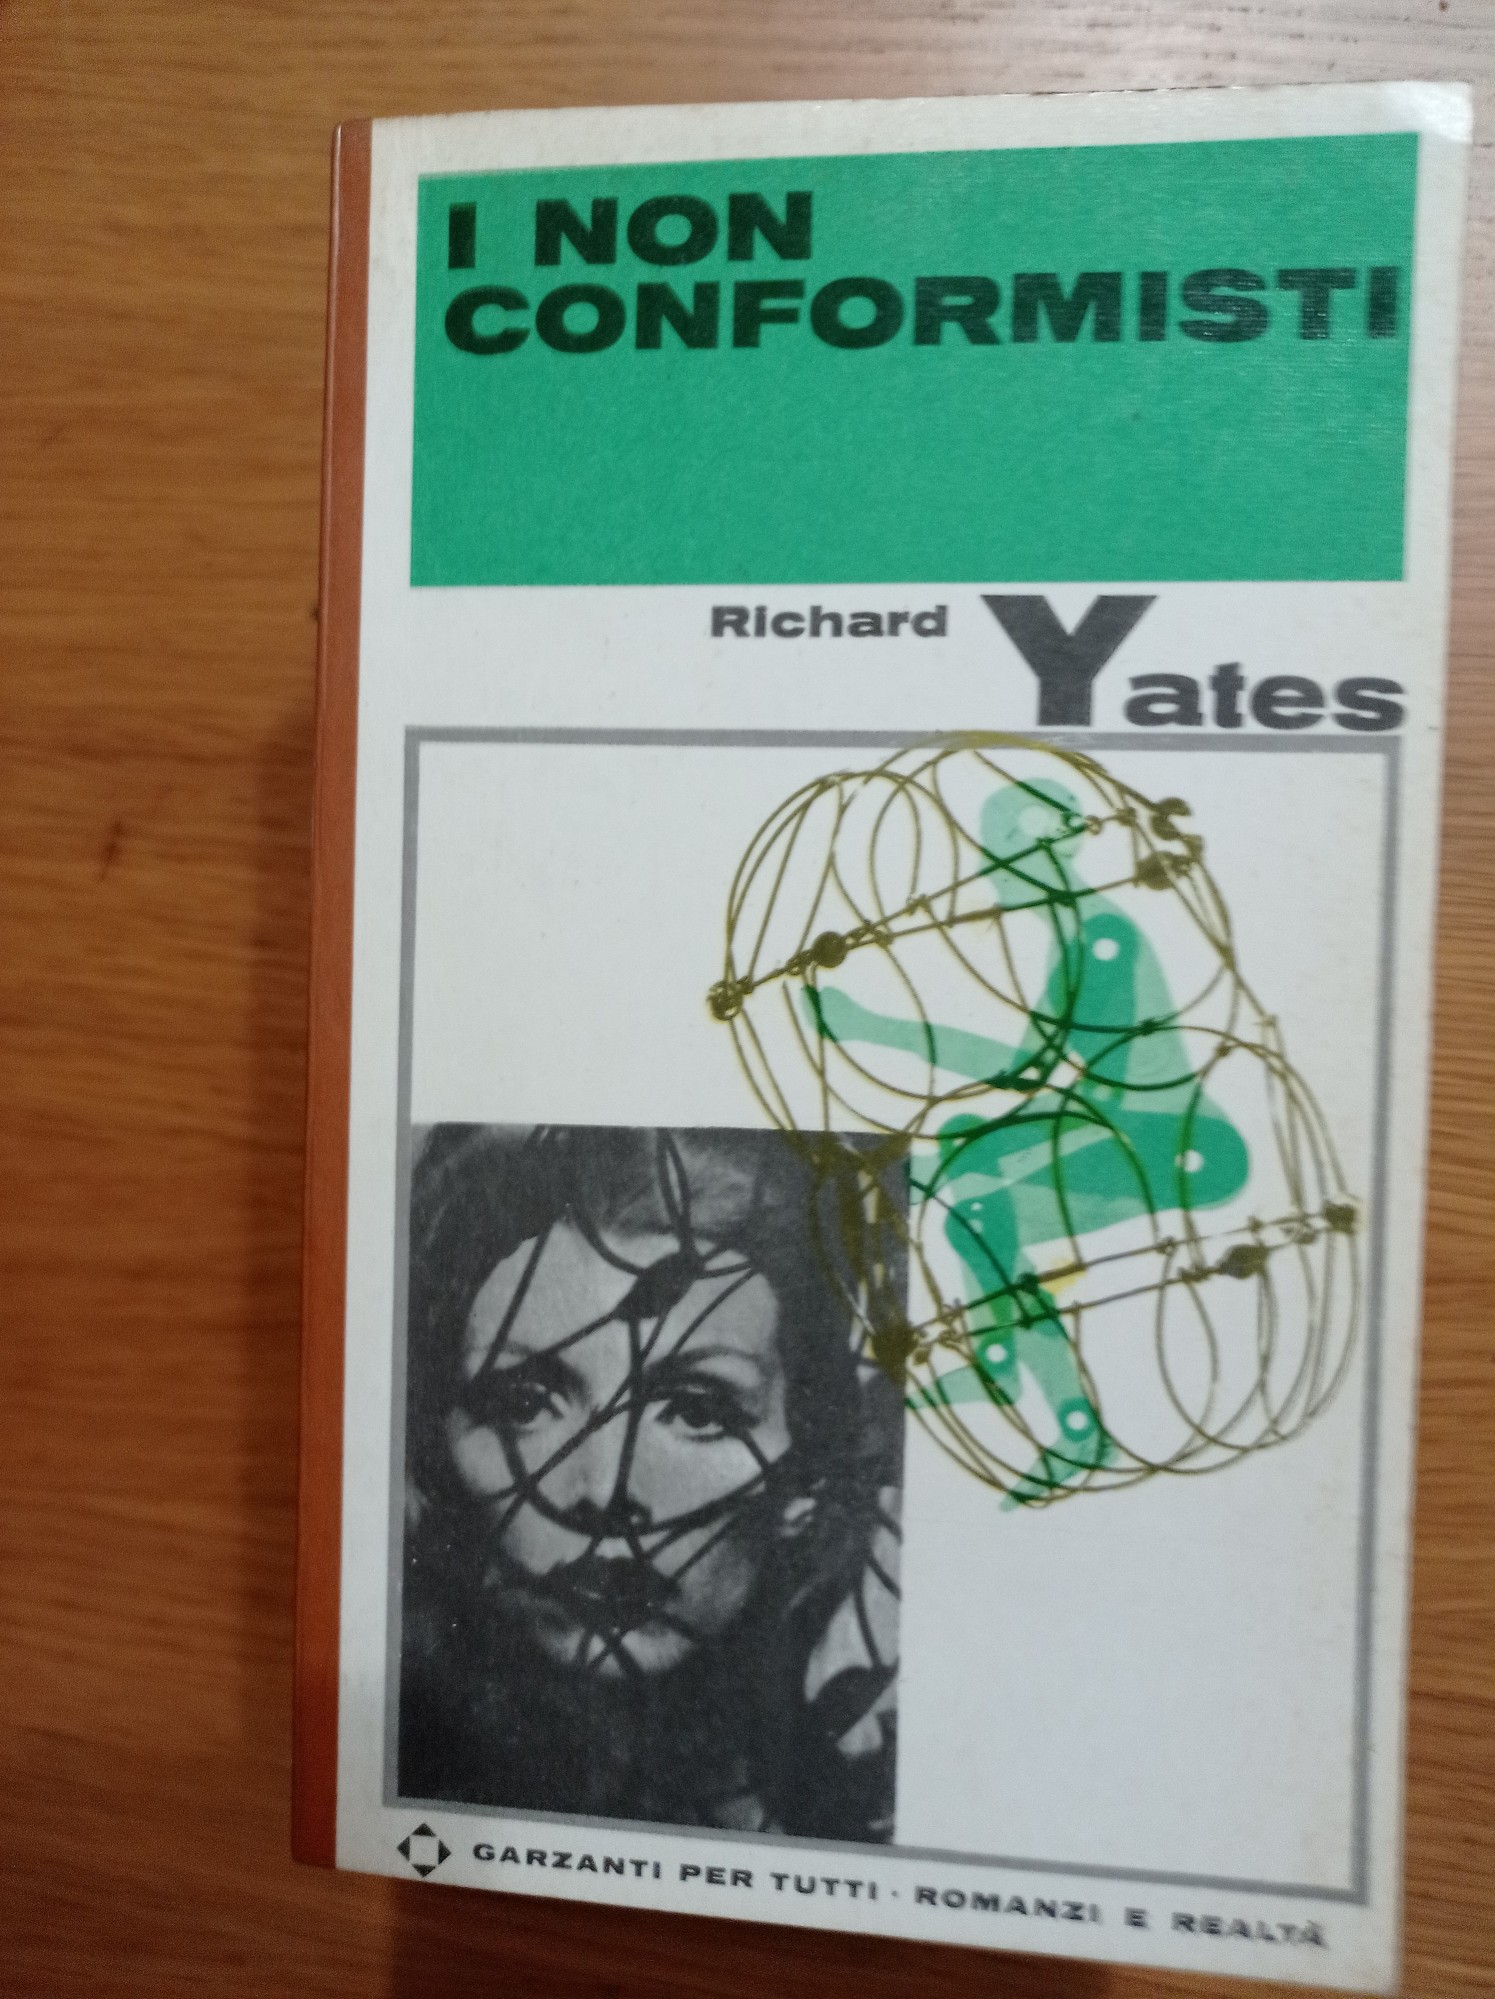 I NON
CONFORMISTI
Richard Yates
GARZANTI PER TUTTI · ROMANZI E REALTÀ